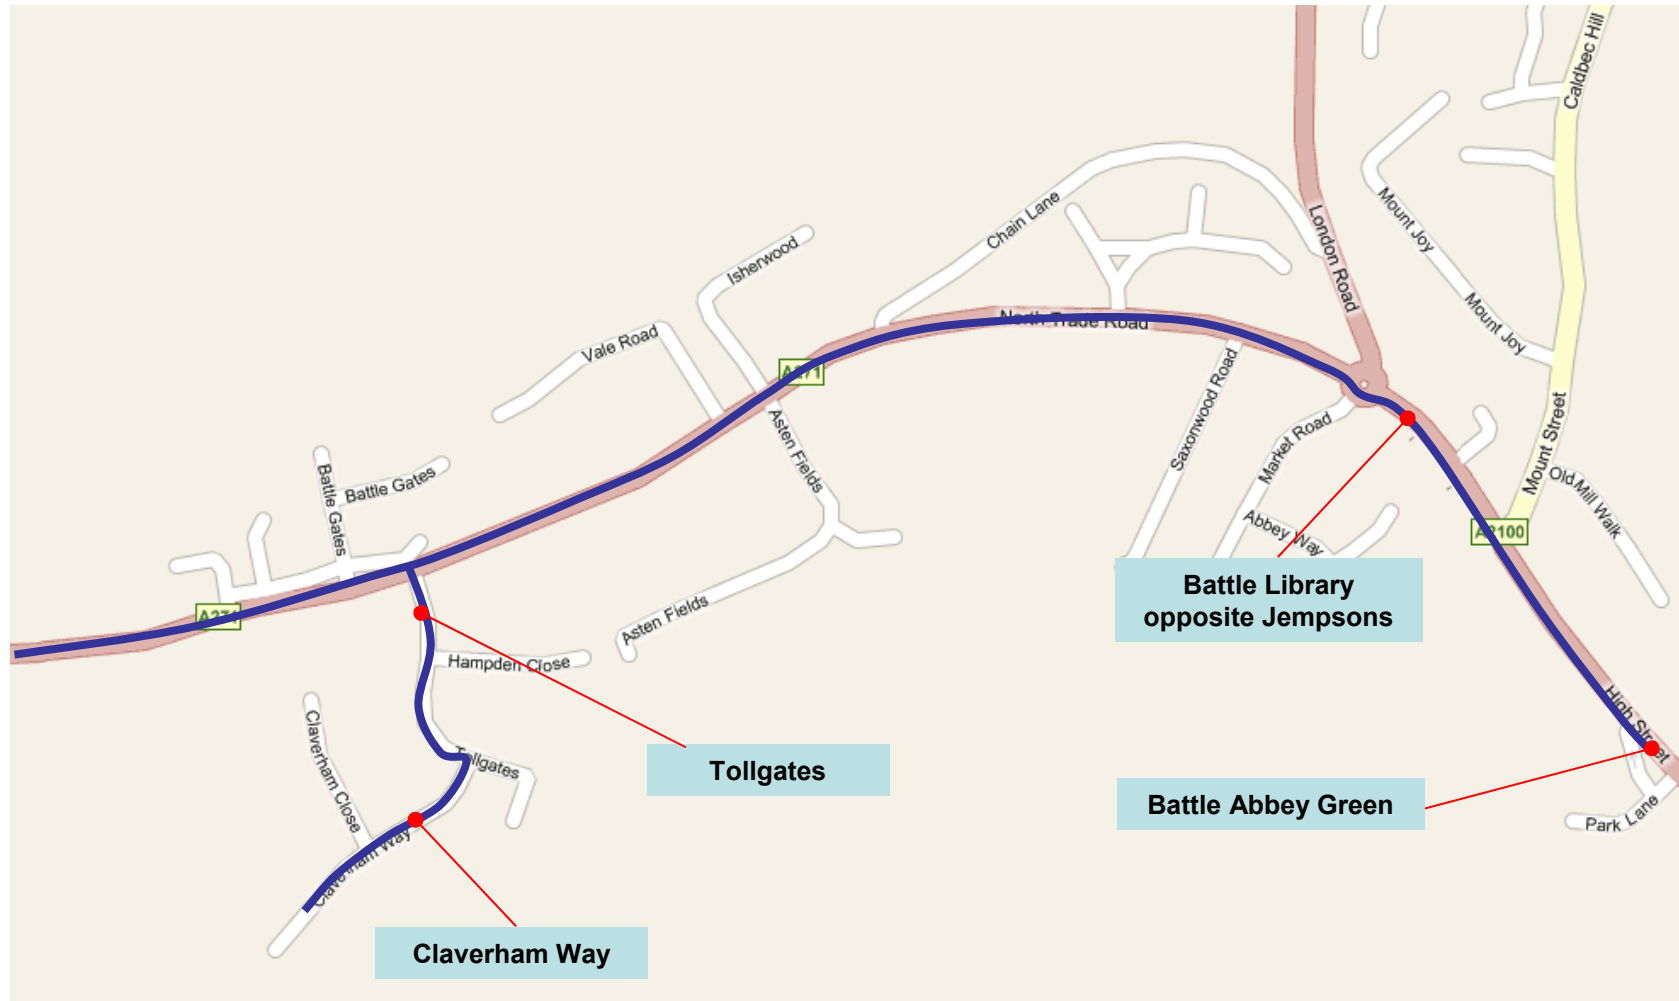 Caldbec Hill
Mount Joy
London Road
Chain Lane
Isherwood
Mount Joy
North Trade Road
Vale Road
A271
Saxonwood Road
Market Road
Asten Fields
Mount Street
Battle Gates
Battle Gates
Old Mill Walk
Abbey Way
A2100
Battle Library
opposite Jempsons
A271
Asten Fields
Hampden Close
High Street
Claverham Close
Tollgates
Tollgates
Battle Abbey Green
Park Lane
Claverham Way
Claverham Way